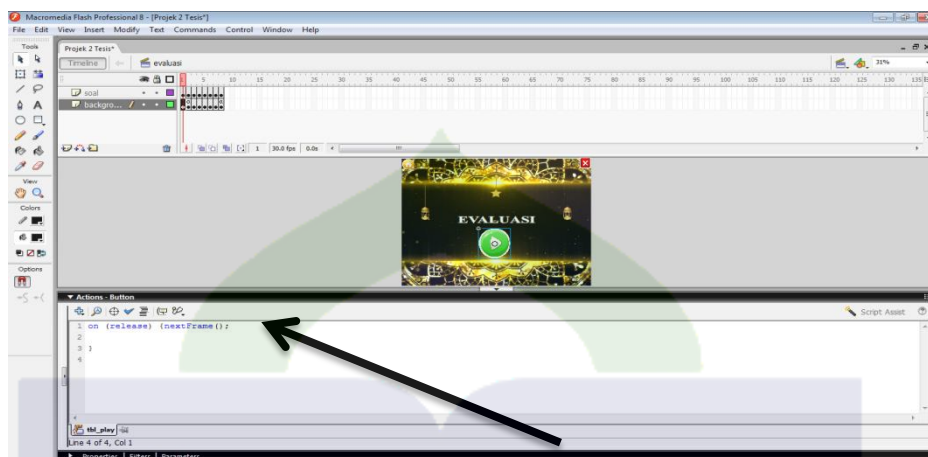 Macromedia Flash Professional 8 - [Projek 2 Tesis*]
File Edit View Insert Modify Text Commands Control Window Help
Tools
Projek 2 Tesis*
Timeline evaluasi 31%
1 5 10 15 20 25 30 35 40 45 50 55 60 65 70 75 80 85 90 95 100 105 110 115 120 125 130 135
soal
backgro...
1 30.0 fps 0.0s
View
Colors
Options
EVALUASI
Actions - Button
Script Assist
1 on (release) {nextFrame();
2
3 }
4
tbl_play
Line 4 of 4, Col 1
Properties | Filters | Parameters